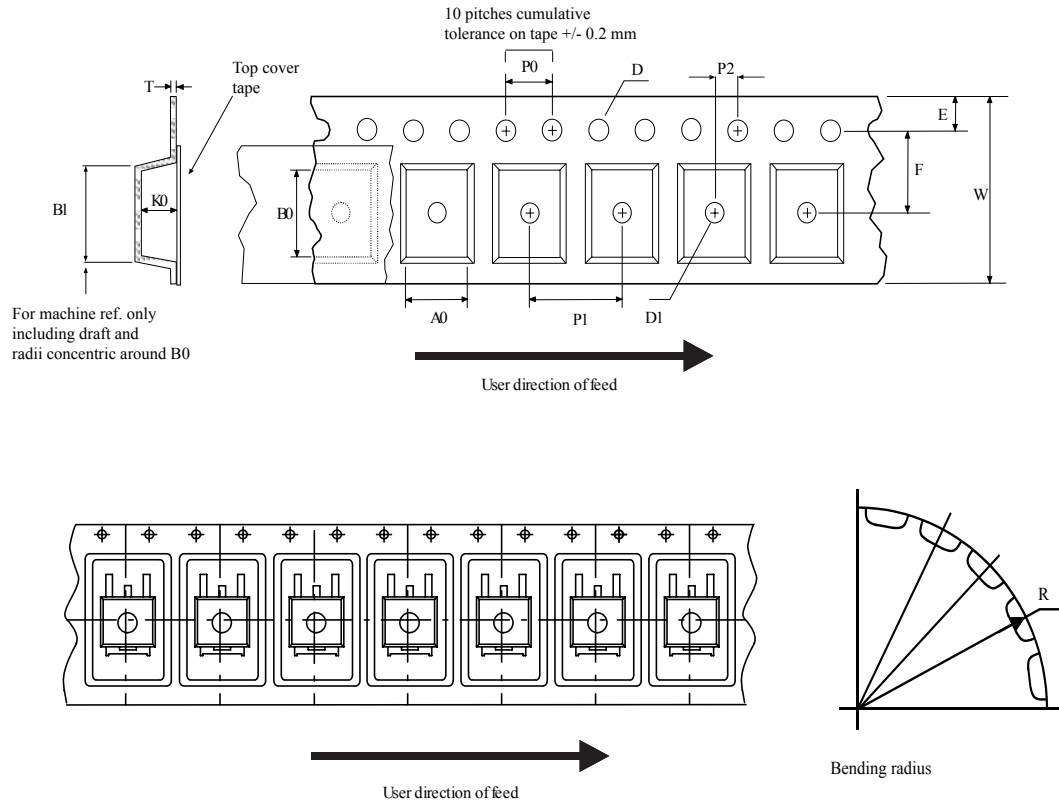 10 pitches cumulative
tolerance on tape +/- 0.2 mm
Top cover
tape
T
P0
D
P2
E
F
W
B1
K0
B0
For machine ref. only
including draft and
radii concentric around B0
A0
P1
D1
User direction of feed
R
Bending radius
User direction of feed